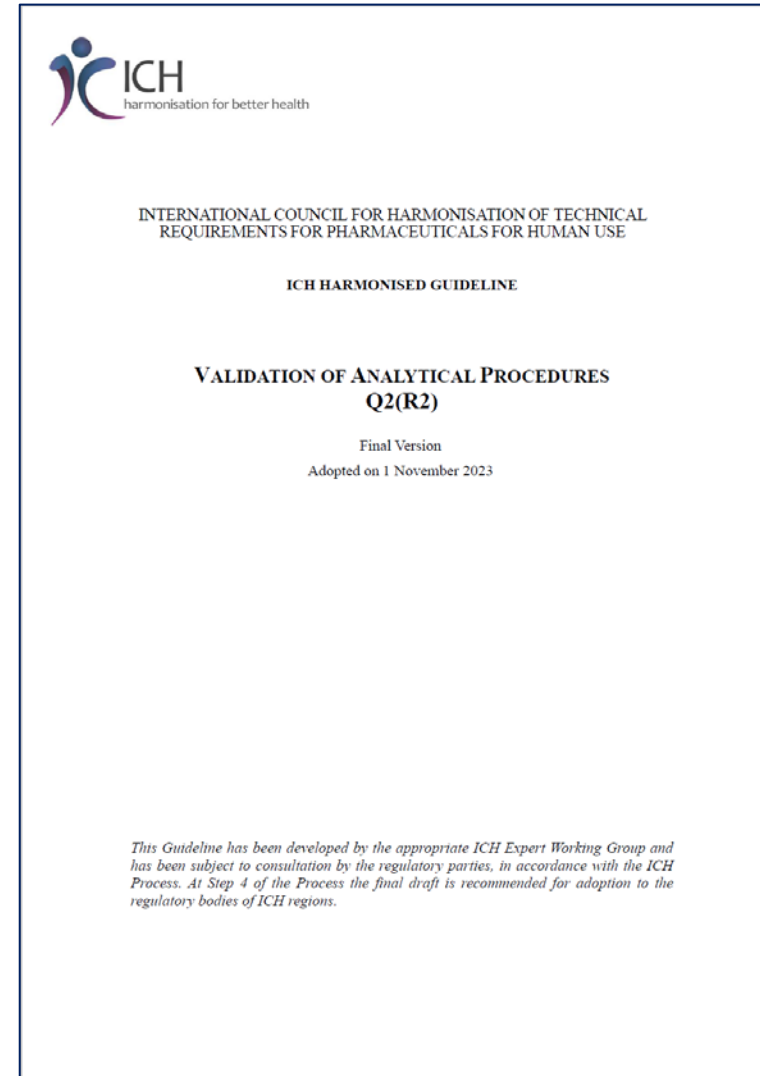 ICH
harmonisation for better health
INTERNATIONAL COUNCIL FOR HARMONISATION OF TECHNICAL
REQUIREMENTS FOR PHARMACEUTICALS FOR HUMAN USE
ICH HARMONISED GUIDELINE
VALIDATION OF ANALYTICAL PROCEDURES
Q2(R2)
Final Version
Adopted on 1 November 2023
This Guideline has been developed by the appropriate ICH Expert Working Group and
has been subject to consultation by the regulatory parties, in accordance with the ICH
Process. At Step 4 of the Process the final draft is recommended for adoption to the
regulatory bodies of ICH regions.